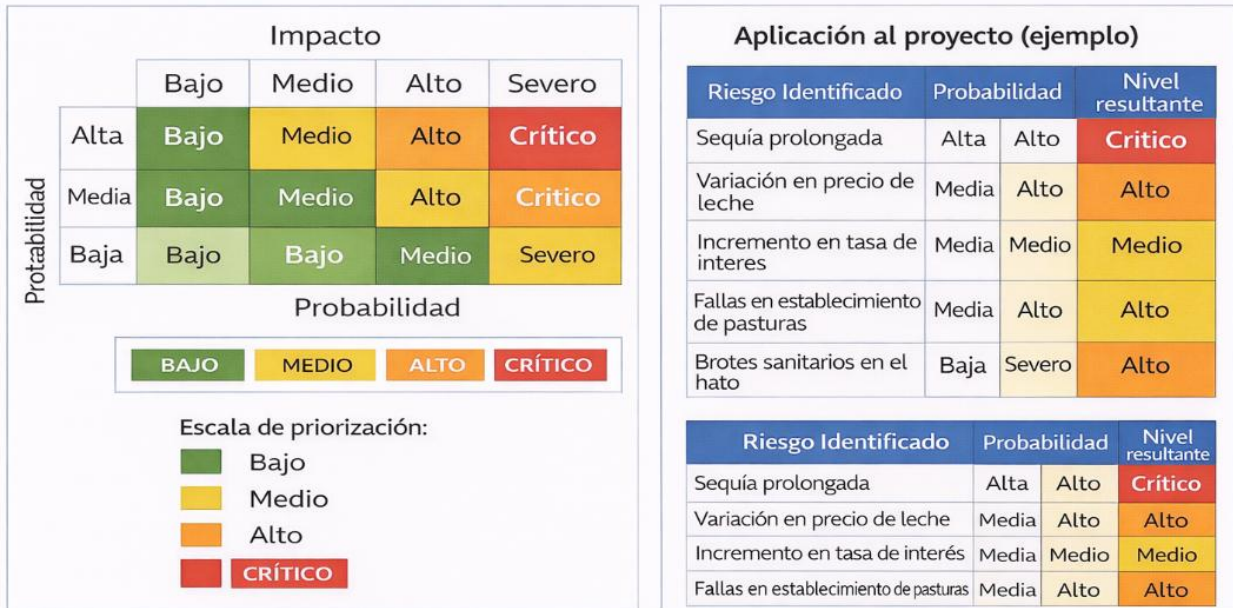 Impacto
Bajo Medio Alto Severo
Alta Bajo Medio Alto Crítico
Media Bajo Medio Alto Critico
Baja Bajo Bajo Medio Severo
Probabilidad
BAJO MEDIO ALTO CRÍTICO
Escala de priorización:
Bajo
Medio
Alto
CRÍTICO
Aplicación al proyecto (ejemplo)
Riesgo Identificado Probabilidad Nivel
resultante
Sequía prolongada Alta Alto Critico
Variación en precio de
leche Media Alto Alto
Incremento en tasa de
interes Media Medio Medio
Fallas en establecimiento
de pasturas Media Alto Alto
Brotes sanitarios en el
hato Baja Severo Alto
Riesgo Identificado Probabilidad Nivel
resultante
Sequía prolongada Alta Alto Crítico
Variación en precio de leche Media Alto Alto
Incremento en tasa de interés Media Medio Medio
Fallas en establecimiento de pasturas Media Alto Alto